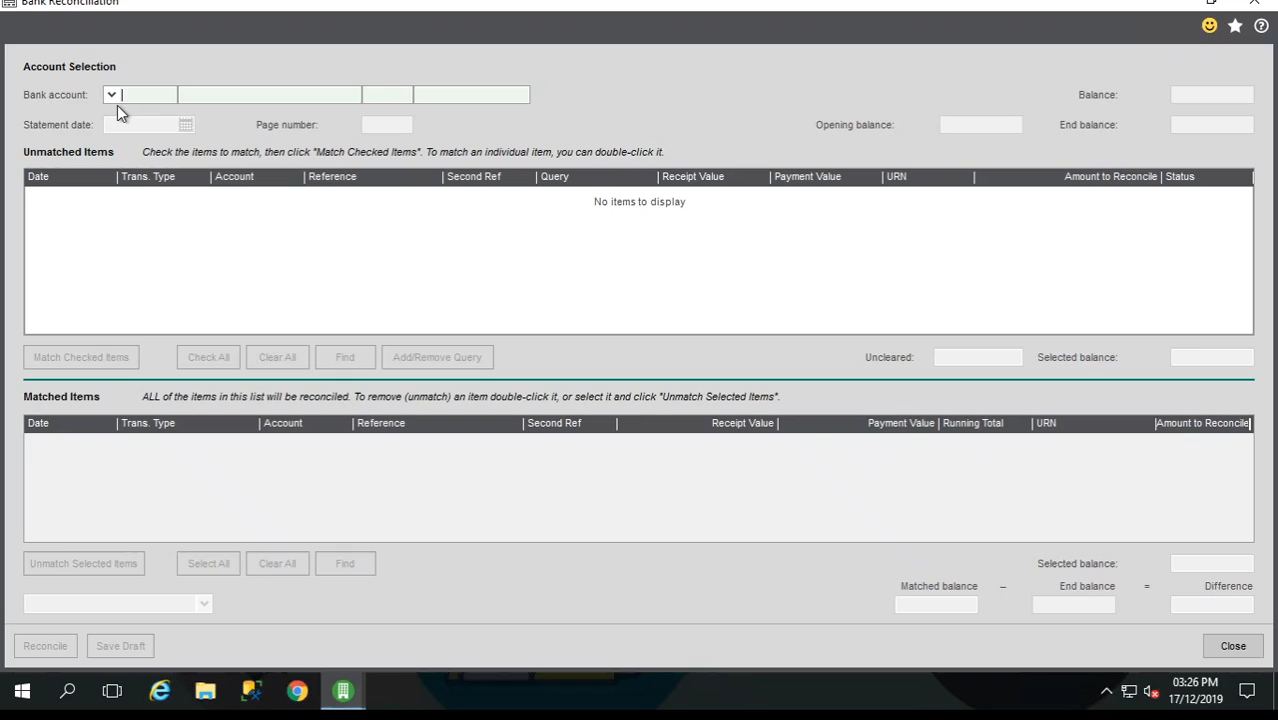 Bank Reconciliation
Account Selection
Bank account: Balance:
Statement date: Page number: Opening balance: End balance:
Unmatched Items Check the items to match, then click "Match Checked Items". To match an individual item, you can double-click it.
Date Trans. Type Account Reference Second Ref Query Receipt Value Payment Value URN Amount to Reconcile Status
No items to display
Match Checked Items Check All Clear All Find Add/Remove Query Uncleared: Selected balance:
Matched Items ALL of the items in this list will be reconciled. To remove (unmatch) an item double-click it, or select it and click "Unmatch Selected Items".
Date Trans. Type Account Reference Second Ref Receipt Value Payment Value Running Total URN Amount to Reconcile
Unmatch Selected Items Select All Clear All Find Selected balance:
Matched balance – End balance = Difference
Reconcile Save Draft Close
03:26 PM
17/12/2019